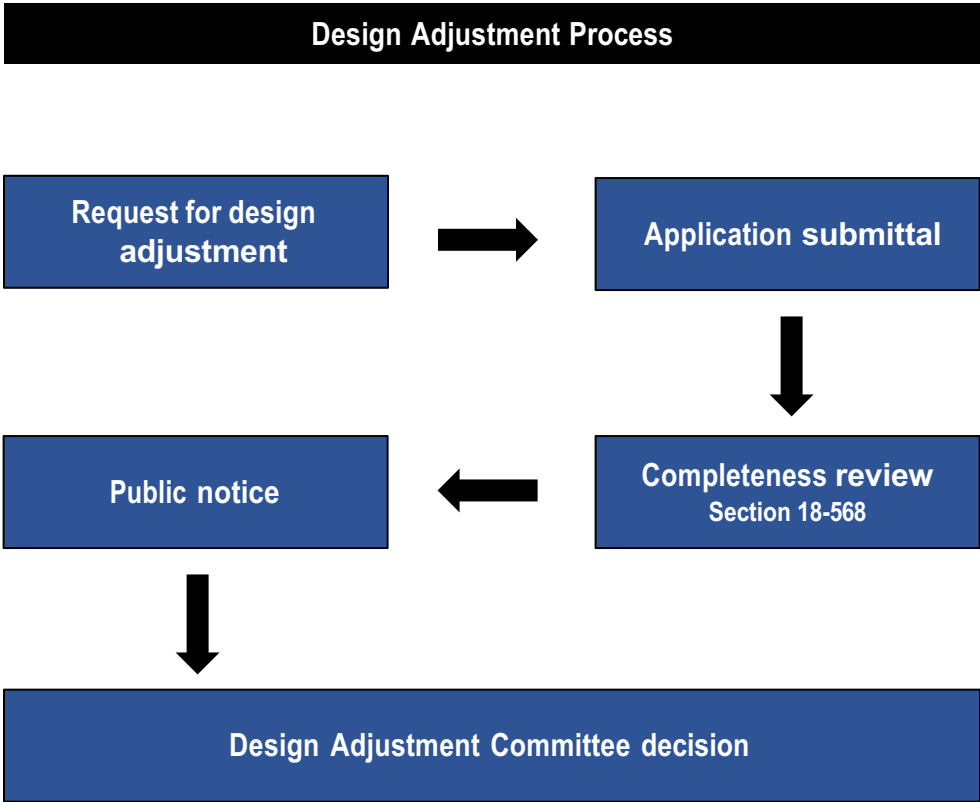 Design Adjustment Process
Request for design
adjustment
Application submittal
Completeness review
Section 18-568
Public notice
Design Adjustment Committee decision